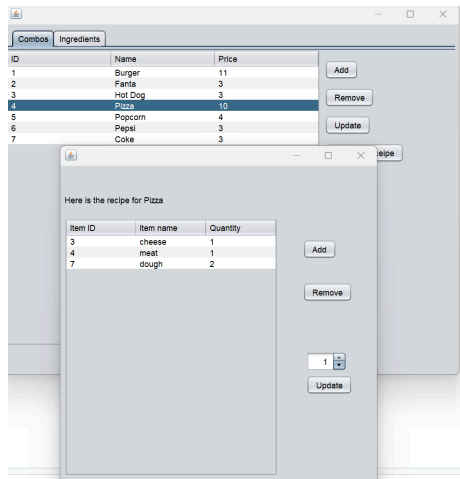 Combos Ingredients
ID Name Price
1 Burger 11
2 Fanta 3
3 Hot Dog 3
4 Pizza 10
5 Popcorn 4
6 Pepsi 3
7 Coke 3
Add
Remove
Update
Here is the recipe for Pizza
Item ID Item name Quantity
3 cheese 1
4 meat 1
7 dough 2
Add
Remove
1
Update